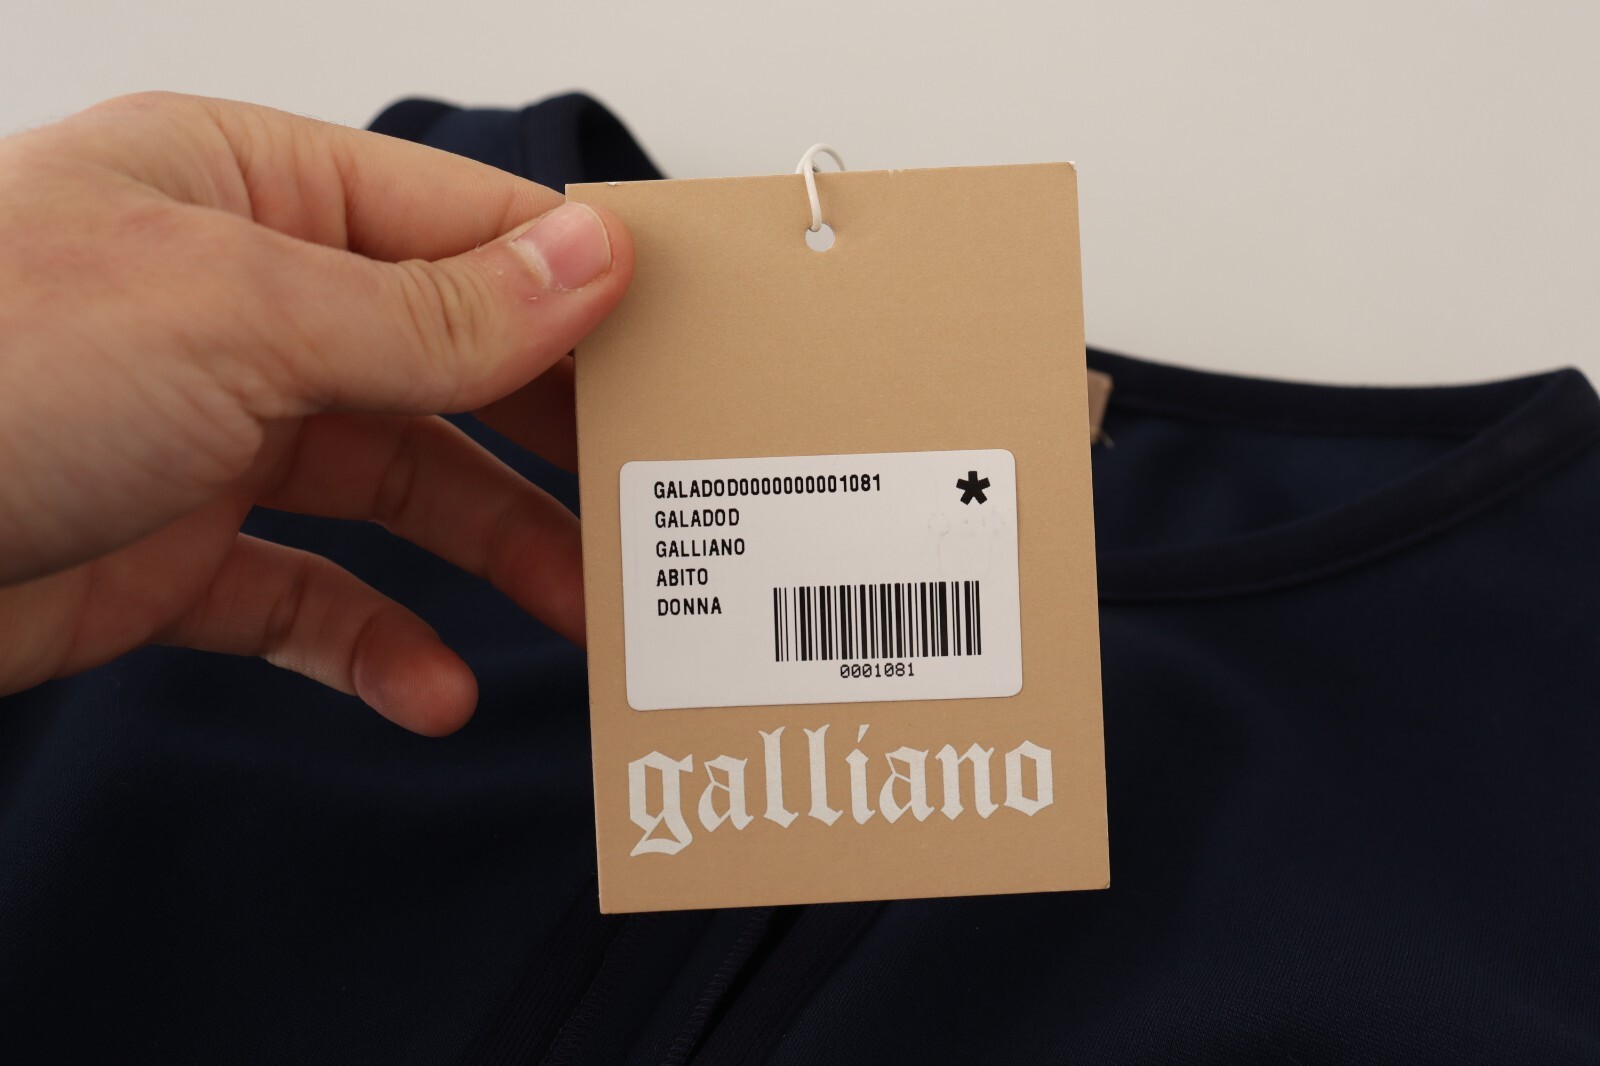 GALADOD0000000001081
GALADOD
GALLIANO
ABITO
DONNA
*
0001081
galliano